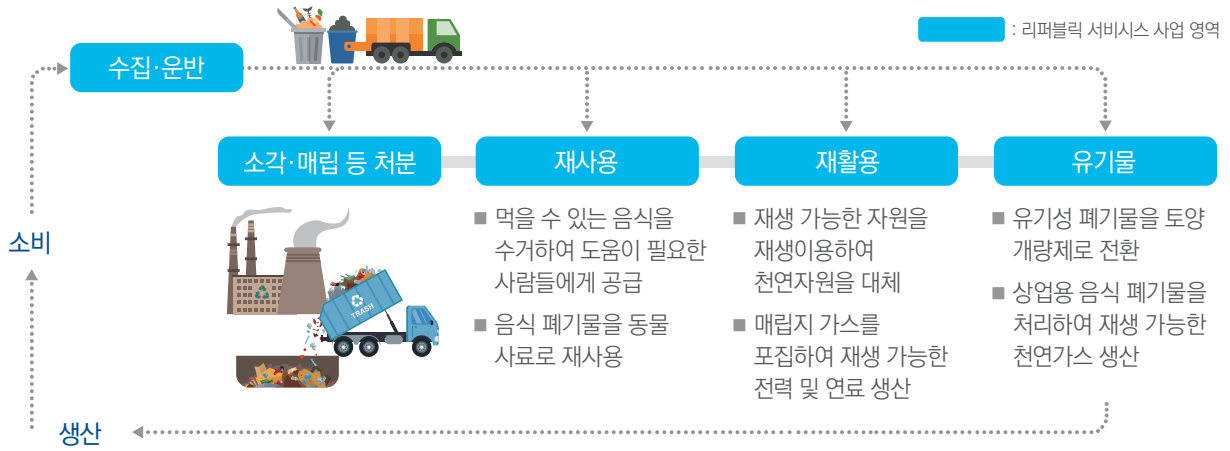 : 리퍼블릭 서비시스 사업 영역
수집·운반
소각·매립 등 처분
재사용
재활용
유기물
TRASH
■ 먹을 수 있는 음식을
수거하여 도움이 필요한
사람들에게 공급
■ 음식 폐기물을 동물
사료로 재사용
■ 재생 가능한 자원을
재생이용하여
천연자원을 대체
■ 매립지 가스를
포집하여 재생 가능한
전력 및 연료 생산
■ 유기성 폐기물을 토양
개량제로 전환
■ 상업용 음식 폐기물을
처리하여 재생 가능한
천연가스 생산
소비
생산